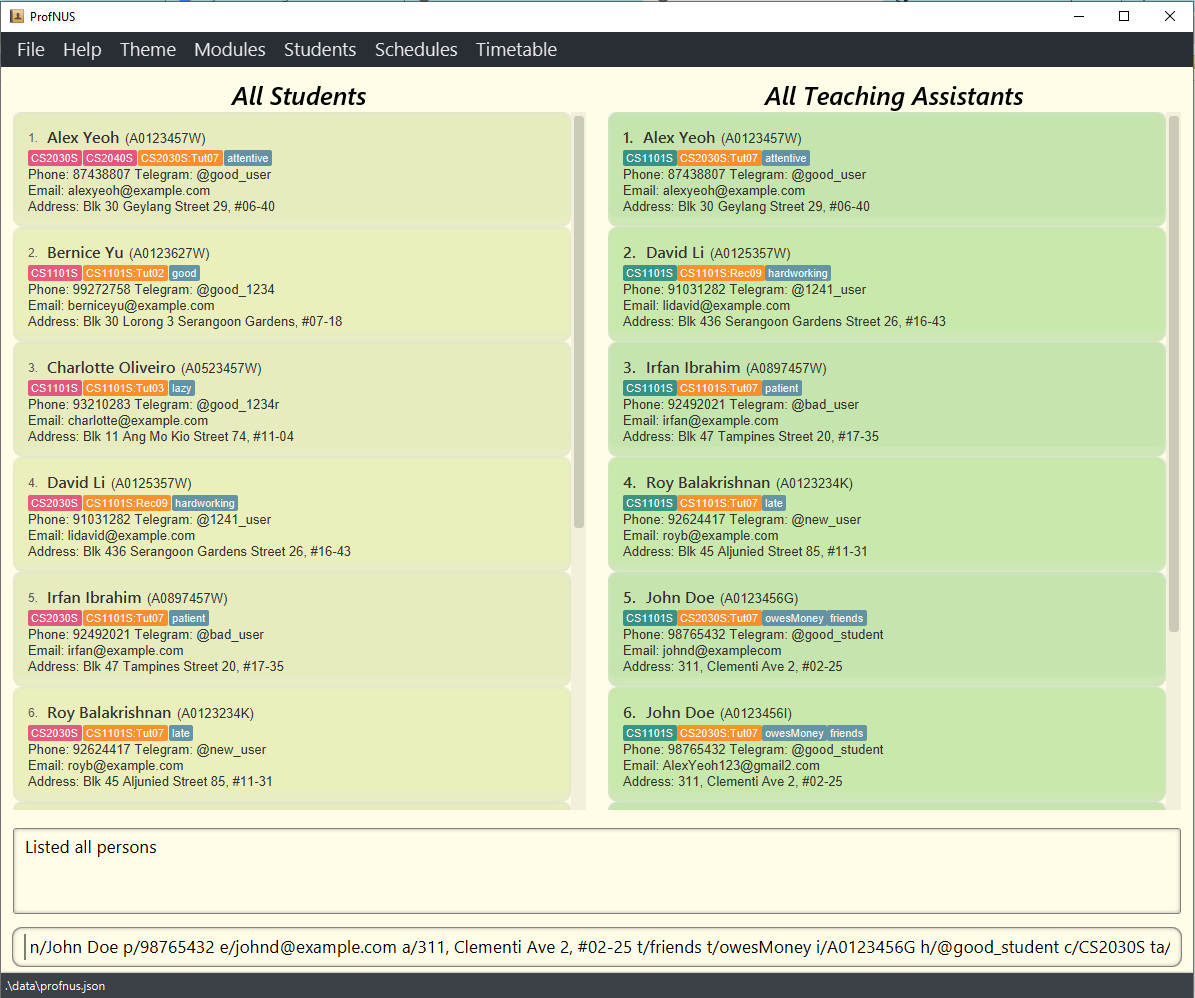 ProfNUS
File Help Theme Modules Students Schedules Timetable
All Students
1. Alex Yeoh (A0123457W)
CS2030S CS2040S CS2030S:Tut07 attentive
Phone: 87438807 Telegram: @good_user
Email: alexyeoh@example.com
Address: Blk 30 Geylang Street 29, #06-40
2. Bernice Yu (A0123627W)
CS1101S CS1101S:Tut02 good
Phone: 99272758 Telegram: @good_1234
Email: berniceyu@example.com
Address: Blk 30 Lorong 3 Serangoon Gardens, #07-18
3. Charlotte Oliveiro (A0523457W)
CS1101S CS1101S:Tut03 lazy
Phone: 93210283 Telegram: @good_1234r
Email: charlotte@example.com
Address: Blk 11 Ang Mo Kio Street 74, #11-04
4. David Li (A0125357W)
CS2030S CS1101S:Rec09 hardworking
Phone: 91031282 Telegram: @1241_user
Email: lidavid@example.com
Address: Blk 436 Serangoon Gardens Street 26, #16-43
5. Irfan Ibrahim (A0897457W)
CS2030S CS1101S:Tut07 patient
Phone: 92492021 Telegram: @bad_user
Email: irfan@example.com
Address: Blk 47 Tampines Street 20, #17-35
6. Roy Balakrishnan (A0123234K)
CS2030S CS1101S:Tut07 late
Phone: 92624417 Telegram: @new_user
Email: royb@example.com
Address: Blk 45 Aljunied Street 85, #11-31
All Teaching Assistants
1. Alex Yeoh (A0123457W)
CS1101S CS2030S:Tut07 attentive
Phone: 87438807 Telegram: @good_user
Email: alexyeoh@example.com
Address: Blk 30 Geylang Street 29, #06-40
2. David Li (A0125357W)
CS1101S CS1101S:Rec09 hardworking
Phone: 91031282 Telegram: @1241_user
Email: lidavid@example.com
Address: Blk 436 Serangoon Gardens Street 26, #16-43
3. Irfan Ibrahim (A0897457W)
CS1101S CS1101S:Tut07 patient
Phone: 92492021 Telegram: @bad_user
Email: irfan@example.com
Address: Blk 47 Tampines Street 20, #17-35
4. Roy Balakrishnan (A0123234K)
CS1101S CS1101S:Tut07 late
Phone: 92624417 Telegram: @new_user
Email: royb@example.com
Address: Blk 45 Aljunied Street 85, #11-31
5. John Doe (A0123456G)
CS1101S CS2030S:Tut07 owesMoney friends
Phone: 98765432 Telegram: @good_student
Email: johnd@examplecom
Address: 311, Clementi Ave 2, #02-25
6. John Doe (A0123456I)
CS1101S CS2030S:Tut07 owesMoney friends
Phone: 98765432 Telegram: @good_student
Email: AlexYeoh123@gmail2.com
Address: 311, Clementi Ave 2, #02-25
Listed all persons
n/John Doe p/98765432 e/johnd@example.com a/311, Clementi Ave 2, #02-25 t/friends t/owesMoney i/A0123456G h/@good_student c/CS2030S ta/
.\data\profnus.json